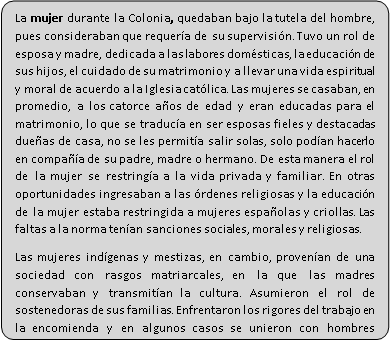 La mujer durante la Colonia, quedaban bajo la tutela del hombre,
pues consideraban que requería de su supervisión. Tuvo un rol de
esposa y madre, dedicada a las labores domésticas, la educación de
sus hijos, el cuidado de su matrimonio y a llevar una vida espiritual
y moral de acuerdo a la Iglesia católica. Las mujeres se casaban, en
promedio, a los catorce años de edad y eran educadas para el
matrimonio, lo que se traducía en ser esposas fieles y destacadas
dueñas de casa, no se les permitía salir solas, solo podían hacerlo
en compañía de su padre, madre o hermano. De esta manera el rol
de la mujer se restringía a la vida privada y familiar. En otras
oportunidades ingresaban a las órdenes religiosas y la educación
de la mujer estaba restringida a mujeres españolas y criollas. Las
faltas a la norma tenían sanciones sociales, morales y religiosas.
Las mujeres indígenas y mestizas, en cambio, provenían de una
sociedad con rasgos matriarcales, en la que las madres
conservaban y transmitían la cultura. Asumieron el rol de
sostenedoras de sus familias. Enfrentaron los rigores del trabajo en
la encomienda y en algunos casos se unieron con hombres